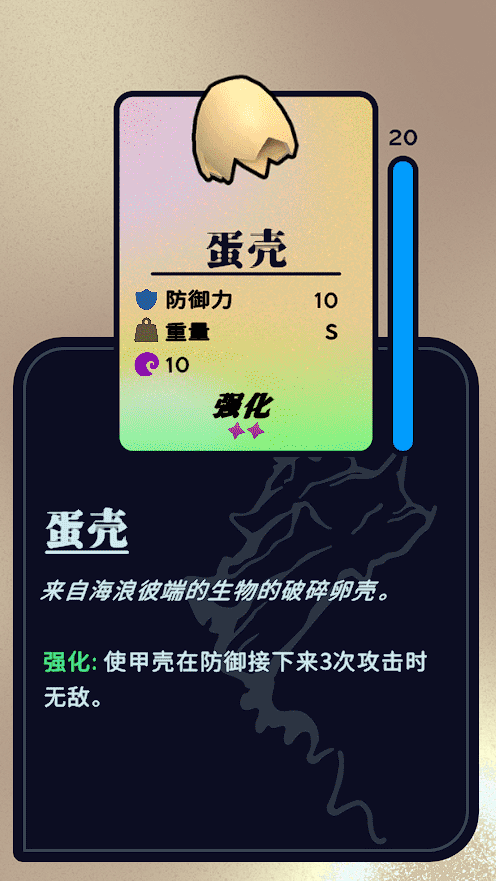 20
蛋壳
防御力 10
重量 S
10
强化
蛋壳
来自海浪彼端的生物的破碎卵壳。
强化: 使甲壳在防御接下来3次攻击时
无敌。